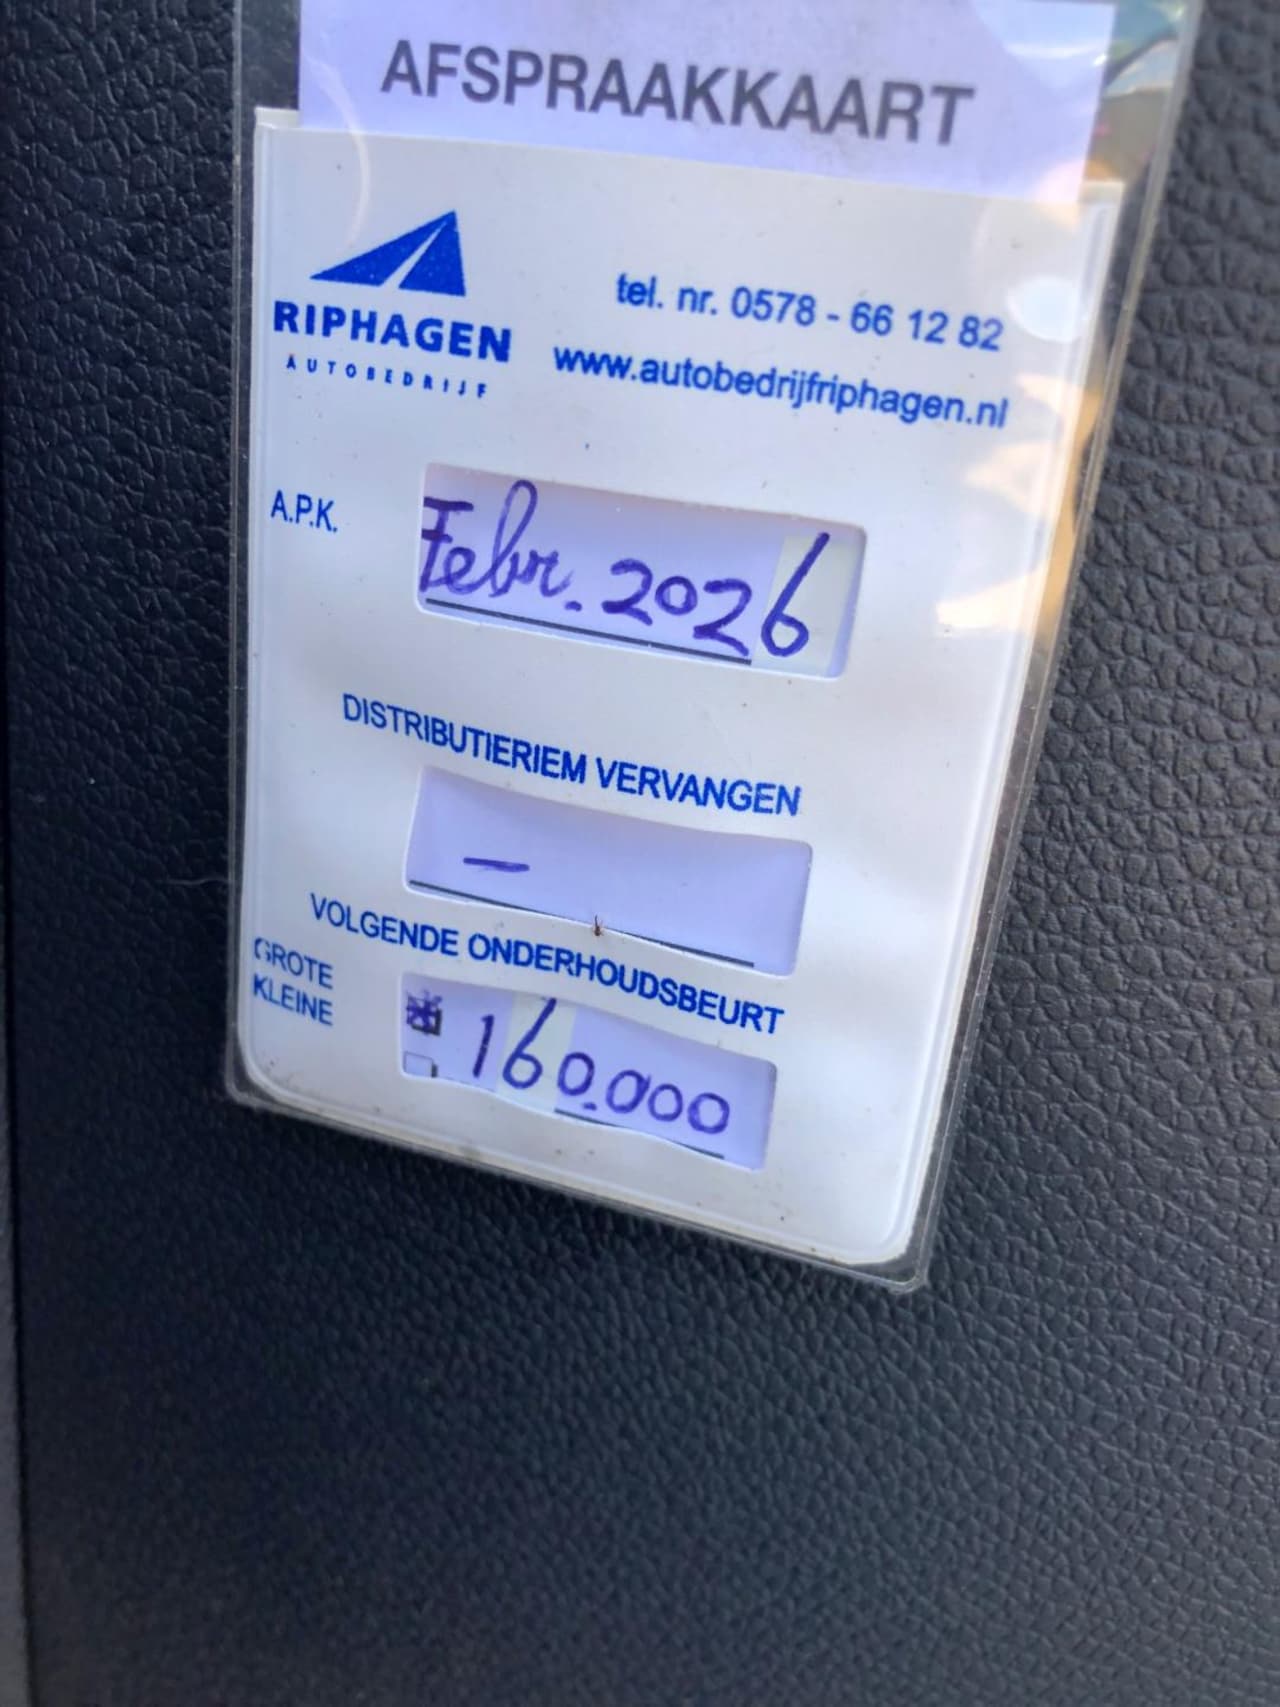 AFSPRAAKKAART
RIPHAGEN
AUTOBEDRIJF
tel. nr. 0578 - 66 12 82
www.autobedrijfriphagen.nl
A.P.K.
Febr. 2026
DISTRIBUTIERIEM VERVANGEN
—
VOLGENDE ONDERHOUDSBEURT
GROTE
KLEINE
160.000